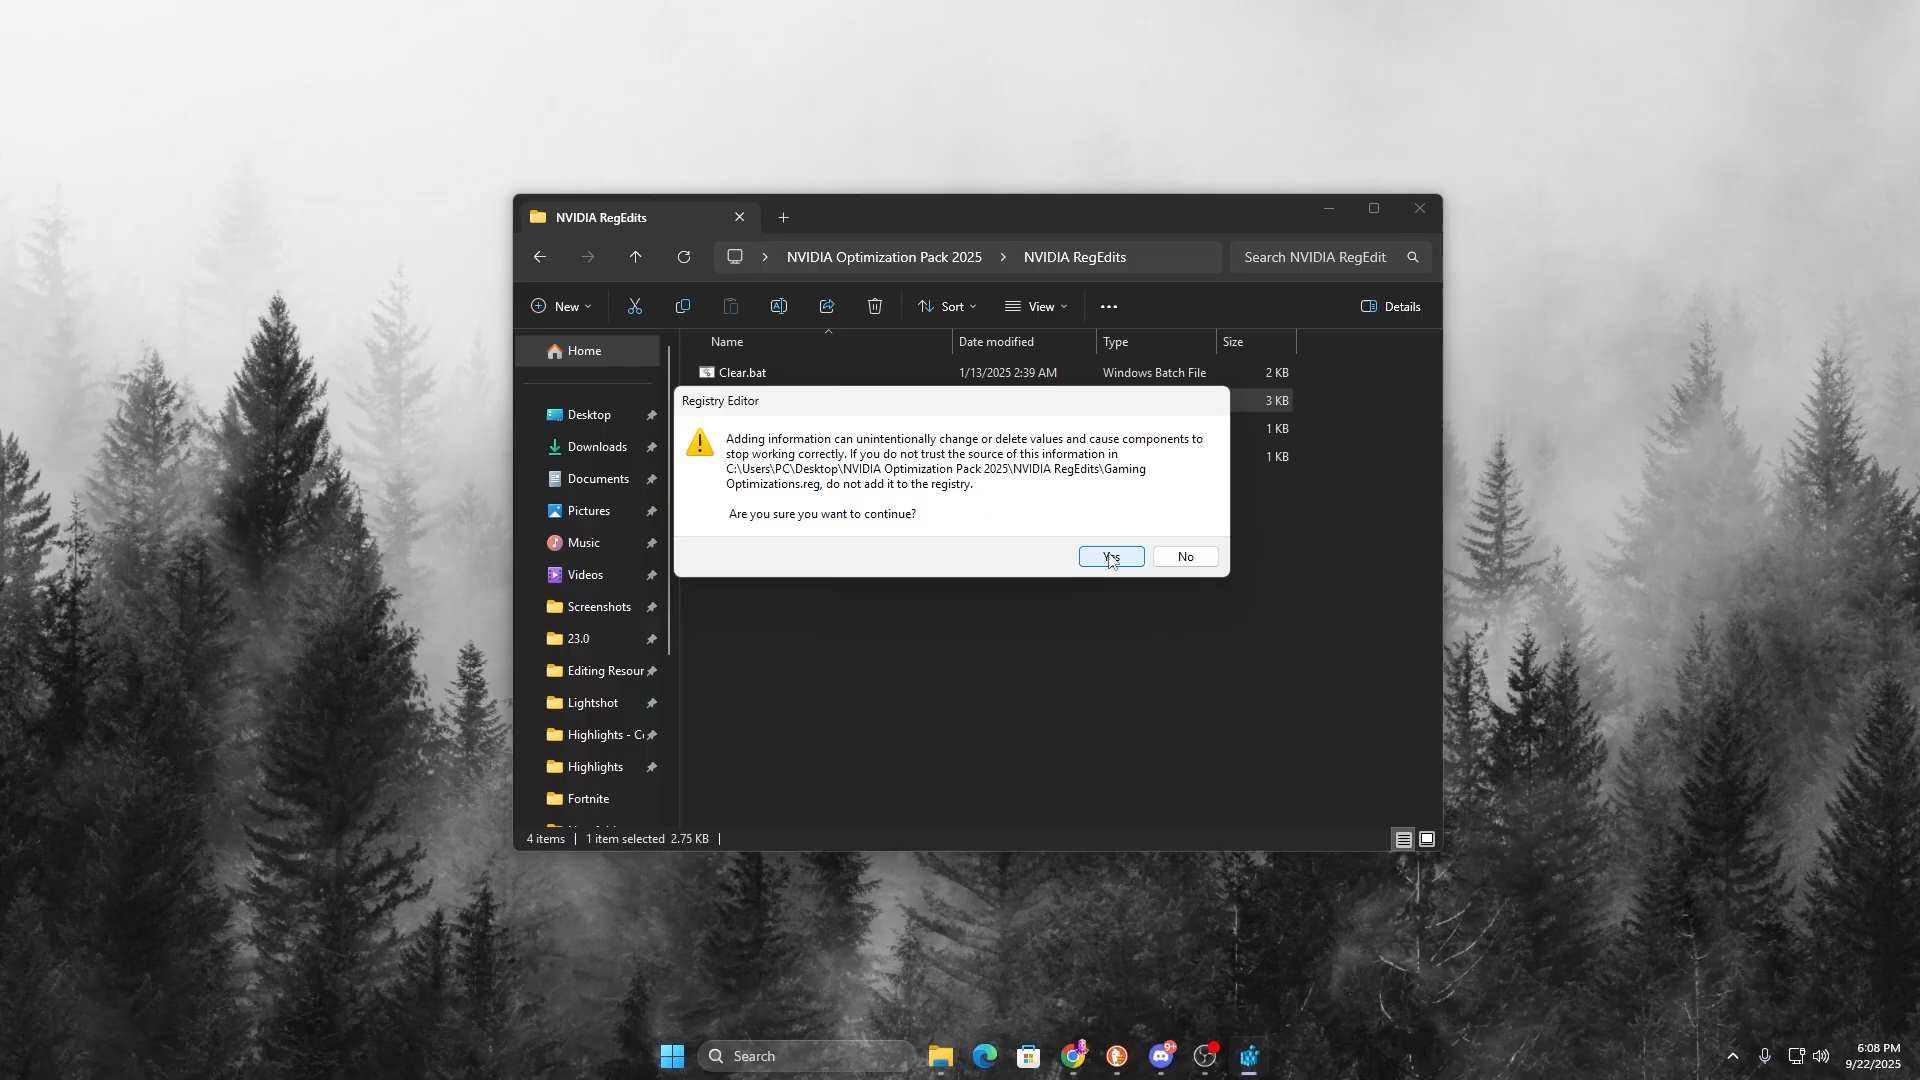 NVIDIA RegEdits
NVIDIA Optimization Pack 2025
NVIDIA RegEdits
Search NVIDIA RegEdit
New
Sort
View
Details
Home
Desktop
Downloads
Documents
Pictures
Music
Videos
Screenshots
23.0
Editing Resour
Lightshot
Highlights - C
Highlights
Fortnite
Name
Date modified
Type
Size
Clear.bat
1/13/2025 2:39 AM
Windows Batch File
2 KB
3 KB
1 KB
1 KB
Registry Editor
Adding information can unintentionally change or delete values and cause components to
stop working correctly. If you do not trust the source of this information in
C:\Users\PC\Desktop\NVIDIA Optimization Pack 2025\NVIDIA RegEdits\Gaming
Optimizations.reg, do not add it to the registry.
Are you sure you want to continue?
Yes
No
4 items
1 item selected 2.75 KB
Search
9+
6:08 PM
9/22/2025